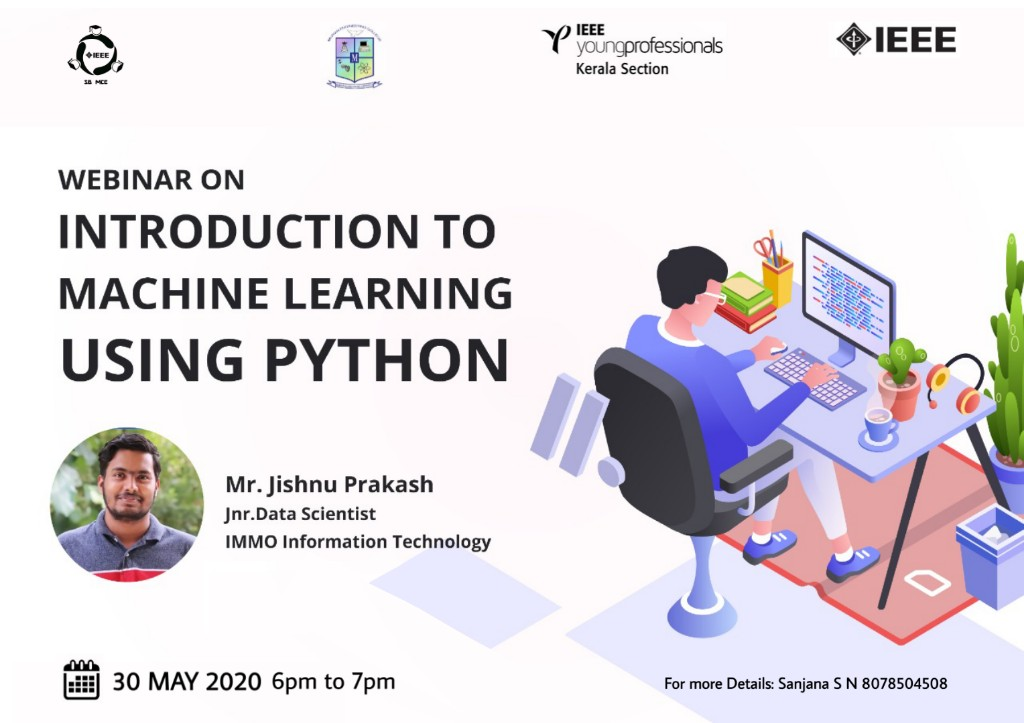 IEEE
SB MCE
M
IEEE
youngprofessionals
Kerala Section
IEEE
WEBINAR ON
INTRODUCTION TO
MACHINE LEARNING
USING PYTHON
Mr. Jishnu Prakash
Jnr.Data Scientist
IMMO Information Technology
30 MAY 2020 6pm to 7pm
For more Details: Sanjana S N 8078504508